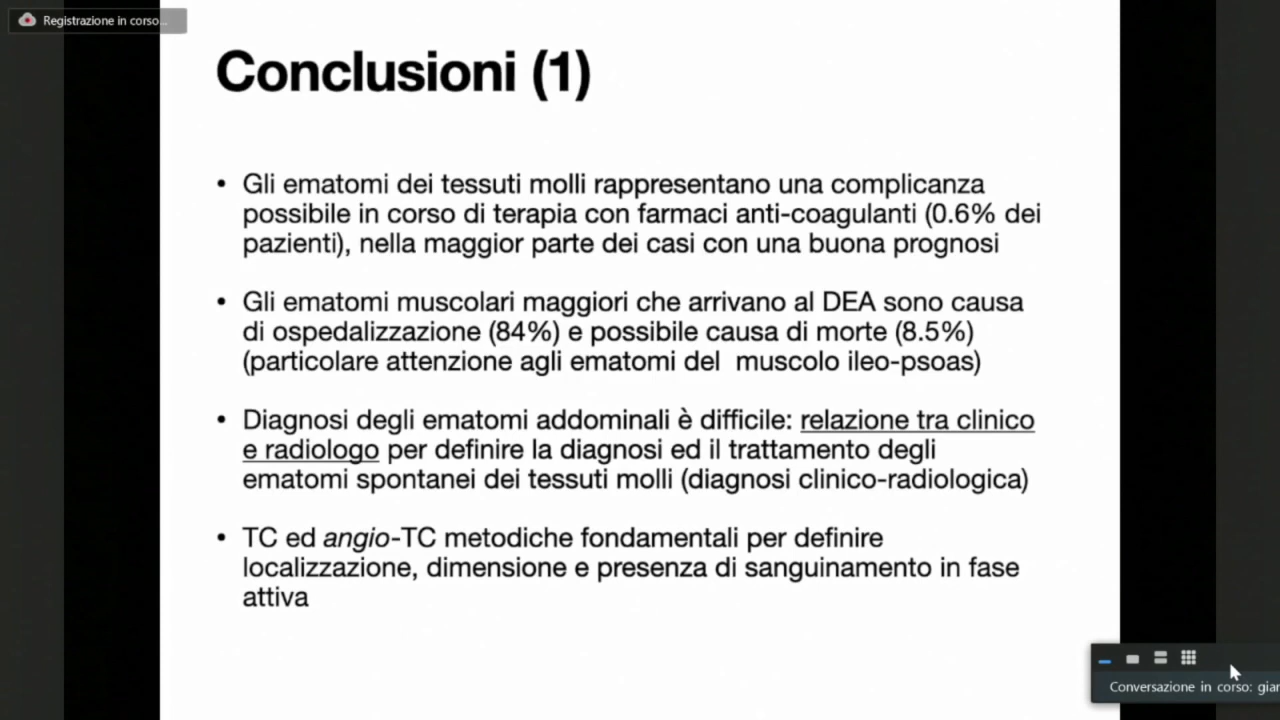 Registrazione in corso...
Conclusioni (1)
• Gli ematomi dei tessuti molli rappresentano una complicanza
possibile in corso di terapia con farmaci anti-coagulanti (0.6% dei
pazienti), nella maggior parte dei casi con una buona prognosi
• Gli ematomi muscolari maggiori che arrivano al DEA sono causa
di ospedalizzazione (84%) e possibile causa di morte (8.5%)
(particolare attenzione agli ematomi del muscolo ileo-psoas)
• Diagnosi degli ematomi addominali è difficile: relazione tra clinico
e radiologo per definire la diagnosi ed il trattamento degli
ematomi spontanei dei tessuti molli (diagnosi clinico-radiologica)
• TC ed angio-TC metodiche fondamentali per definire
localizzazione, dimensione e presenza di sanguinamento in fase
attiva
Conversazione in corso: